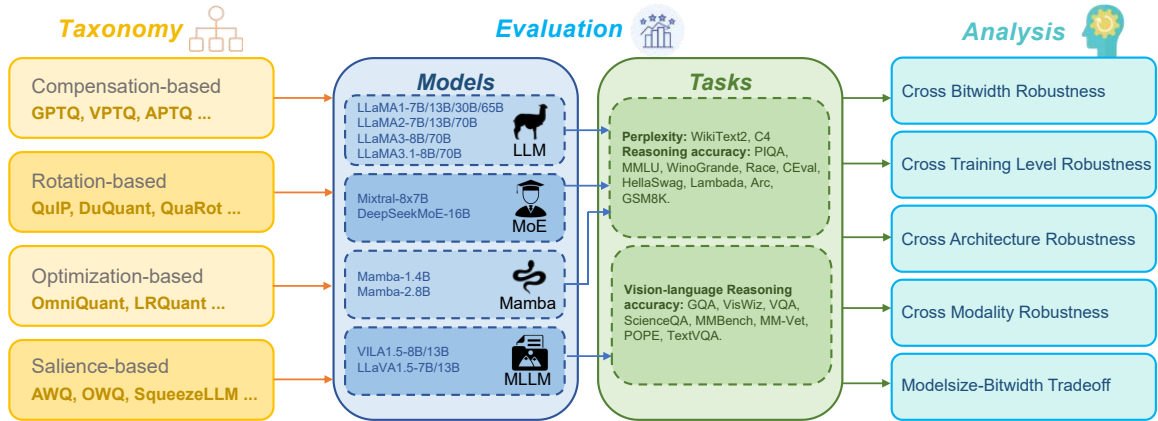 Taxonomy
Compensation-based
GPTQ, VPTQ, APTQ ...
Rotation-based
QuIP, DuQuant, QuaRot ...
Optimization-based
OmniQuant, LRQuant ...
Salience-based
AWQ, OWQ, SqueezeLLM ...
Evaluation
Models
LLaMA1-7B/13B/30B/65B
LLaMA2-7B/13B/70B
LLaMA3-8B/70B
LLaMA3.1-8B/70B
LLM
Mixtral-8x7B
DeepSeekMoE-16B
MoE
Mamba-1.4B
Mamba-2.8B
Mamba
VILA1.5-8B/13B
LLaVA1.5-7B/13B
MLLM
Tasks
Perplexity: WikiText2, C4
Reasoning accuracy: PIQA,
MMLU, WinoGrande, Race, CEval,
HellaSwag, Lambada, Arc,
GSM8K.
Vision-language Reasoning
accuracy: GQA, VisWiz, VQA,
ScienceQA, MMBench, MM-Vet,
POPE, TextVQA.
Analysis
Cross Bitwidth Robustness
Cross Training Level Robustness
Cross Architecture Robustness
Cross Modality Robustness
Modelsize-Bitwidth Tradeoff